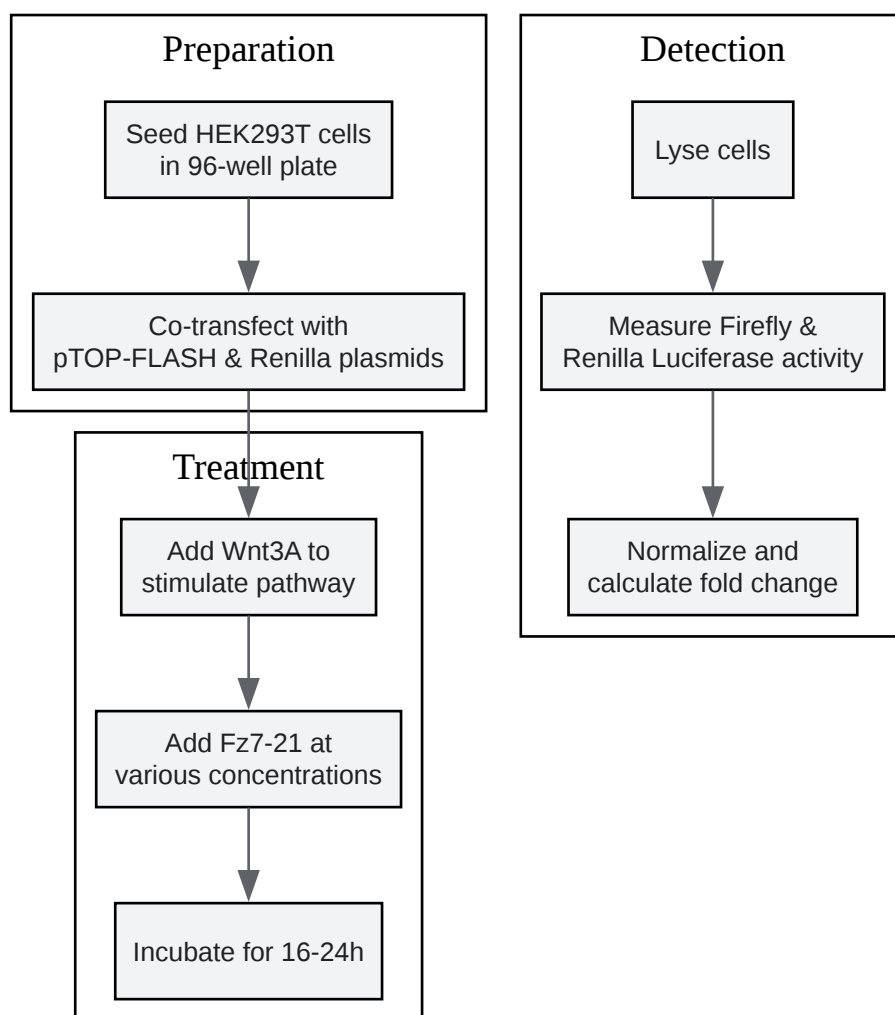 Preparation
Seed HEK293T cells
in 96-well plate
Co-transfect with
pTOP-FLASH & Renilla plasmids
Treatment
Add Wnt3A to
stimulate pathway
Add Fz7-21 at
various concentrations
Incubate for 16-24h
Detection
Lyse cells
Measure Firefly &
Renilla Luciferase activity
Normalize and
calculate fold change